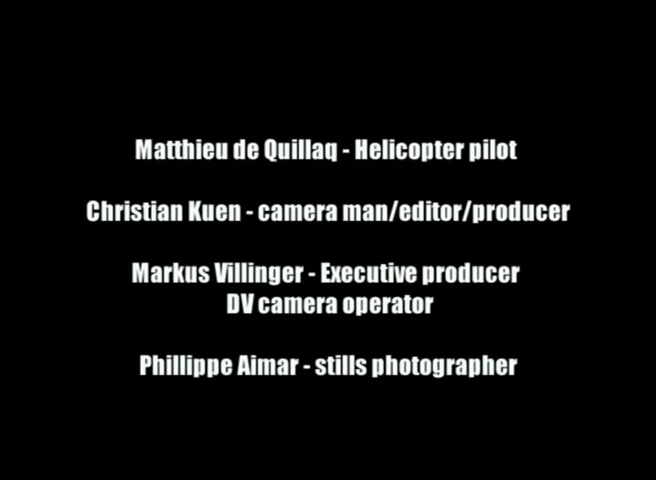 Matthieu de Quillaq - Helicopter pilot
Christian Kuen - camera man/editor/producer
Markus Villinger - Executive producer
DV camera operator
Phillippe Aimar - stills photographer